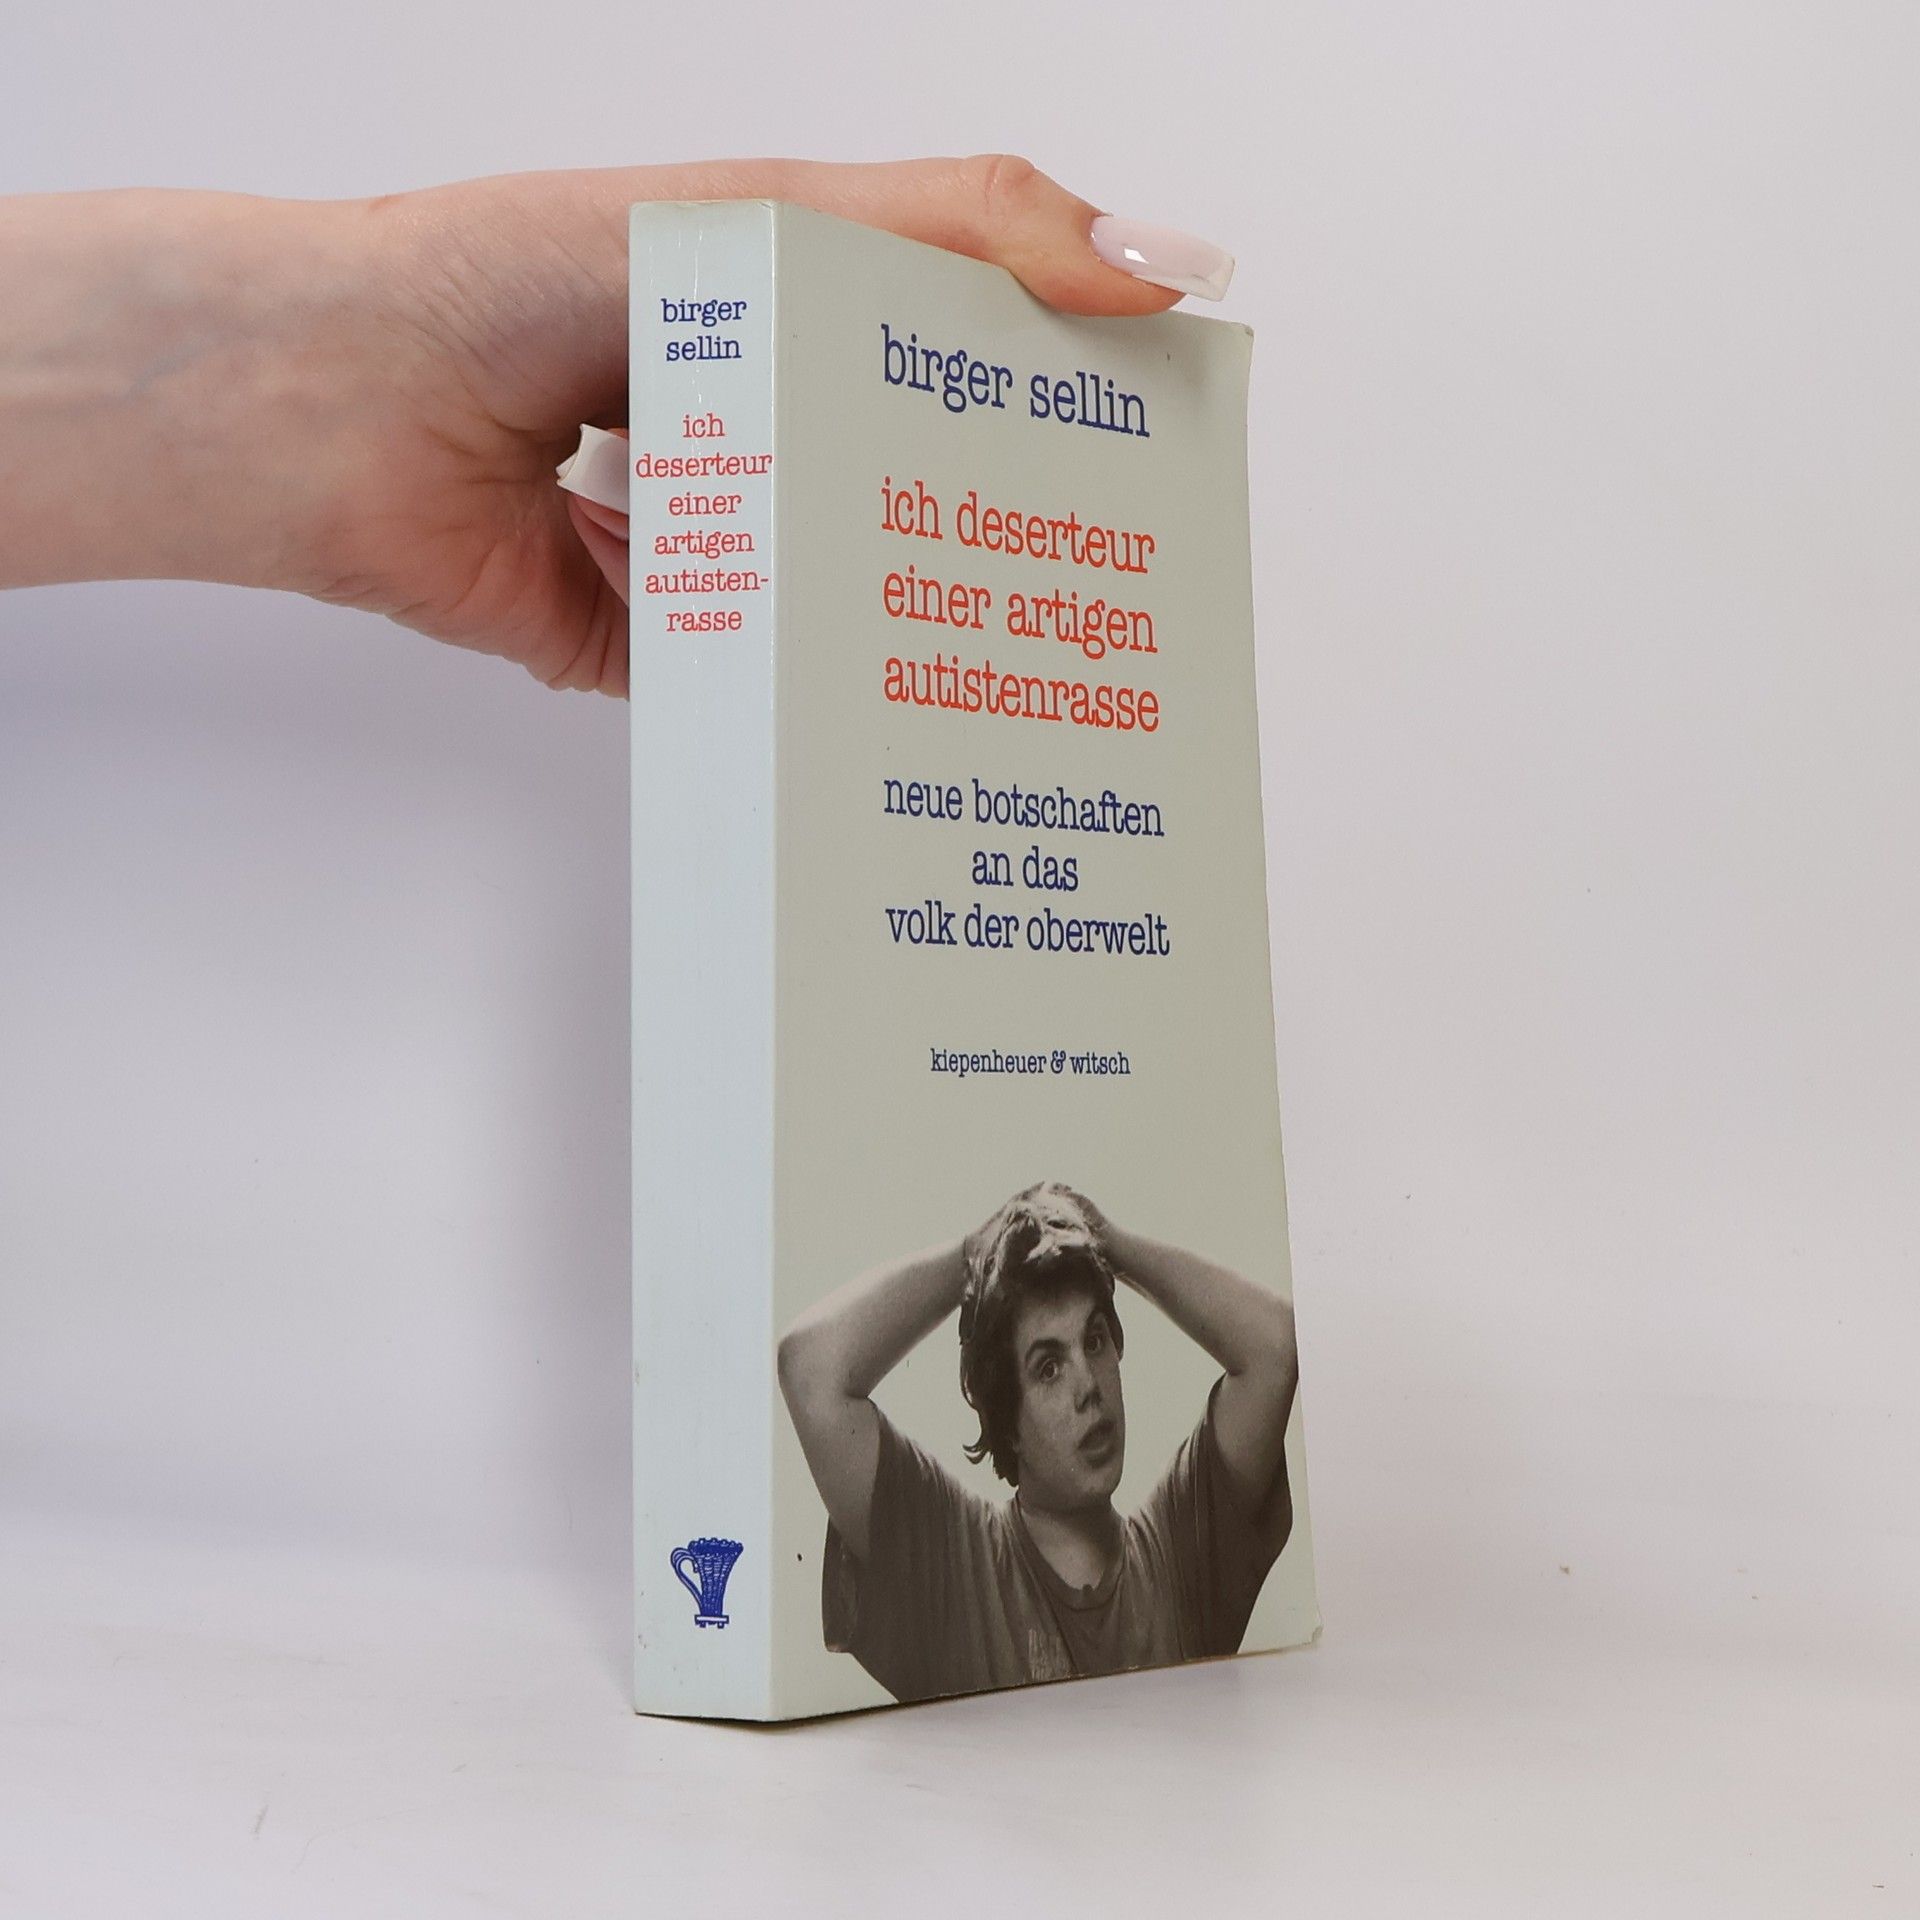 birger
sellin
ich
deserteur
einer
artigen
autisten-
rasse
birger sellin
ich deserteur
einer artigen
autistenrasse
neue botschaften
an das
volk der oberwelt
kiepenheuer & witsch